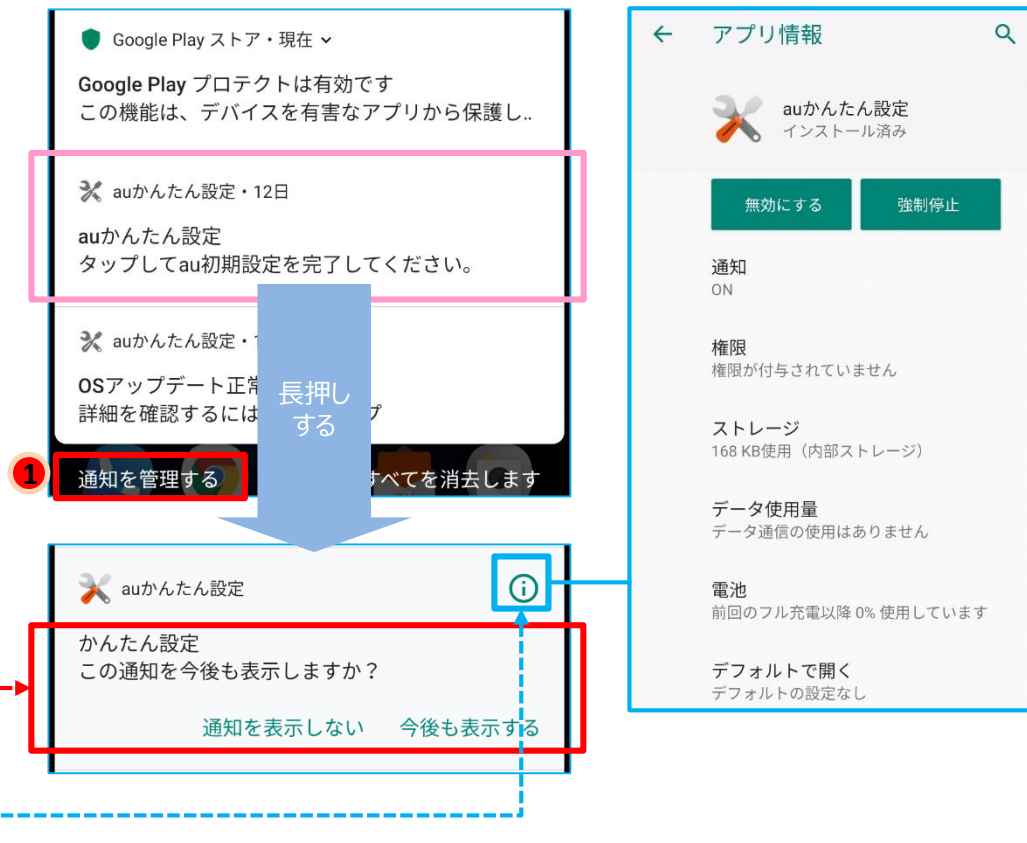 Google Play ストア・現在
Google Play プロテクトは有効です
この機能は、デバイスを有害なアプリから保護し..
auかんたん設定・12日
auかんたん設定
タップしてau初期設定を完了してください。
auかんたん設定・
OSアップデート正常
詳細を確認するには
プ
長押し
する
1
通知を管理する
すべてを消去します
auかんたん設定
かんたん設定
この通知を今後も表示しますか？
通知を表示しない 今後も表示する
アプリ情報
auかんたん設定
インストール済み
無効にする 強制停止
通知
ON
権限
権限が付与されていません
ストレージ
168 KB使用（内部ストレージ）
データ使用量
データ通信の使用はありません
電池
前回のフル充電以降 0% 使用しています
デフォルトで開く
デフォルトの設定なし